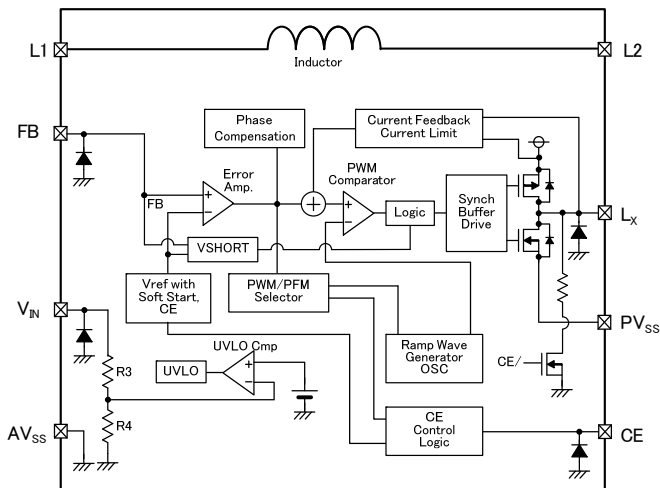 L1
L2
Inductor
FB
Phase
Compensation
Current Feedback
Current Limit
Error
Amp.
PWM
Comparator
FB
+
−
+
+
−
Logic
Synch
Buffer
Drive
LX
VSHORT
Vref with
Soft Start,
CE
PWM/PFM
Selector
VIN
Ramp Wave
Generator
OSC
PVSS
UVLO Cmp
R3
UVLO
+
−
CE/
R4
AVSS
CE
Control
Logic
CE